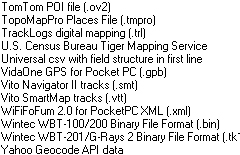 TomTom POI file (.ov2)
TopoMapPro Places File (.tmpro)
TrackLogs digital mapping (.trl)
U.S. Census Bureau Tiger Mapping Service
Universal csv with field structure in first line
VidaOne GPS for Pocket PC (.gpb)
Vito Navigator II tracks (.smt)
Vito SmartMap tracks (.vtt)
WiFiFoFum 2.0 for PocketPC XML (.xml)
Wintec WBT-100/200 Binary File Format (.bin)
Wintec WBT-201/G-Rays 2 Binary File Format (.tk
Yahoo Geocode API data